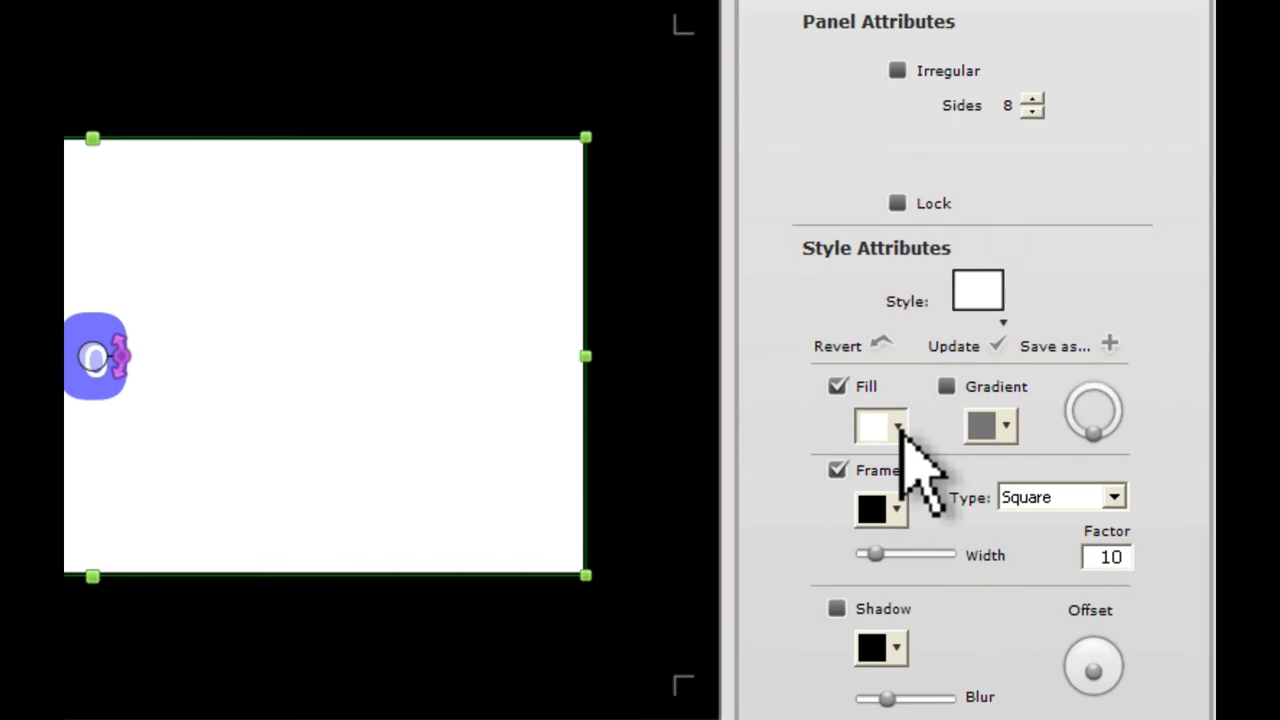 Panel Attributes
Irregular
Sides 8
Lock
Style Attributes
Style:
Revert Update Save as...
Fill Gradient
Frame
Type: Square
Factor
Width 10
Shadow Offset
Blur